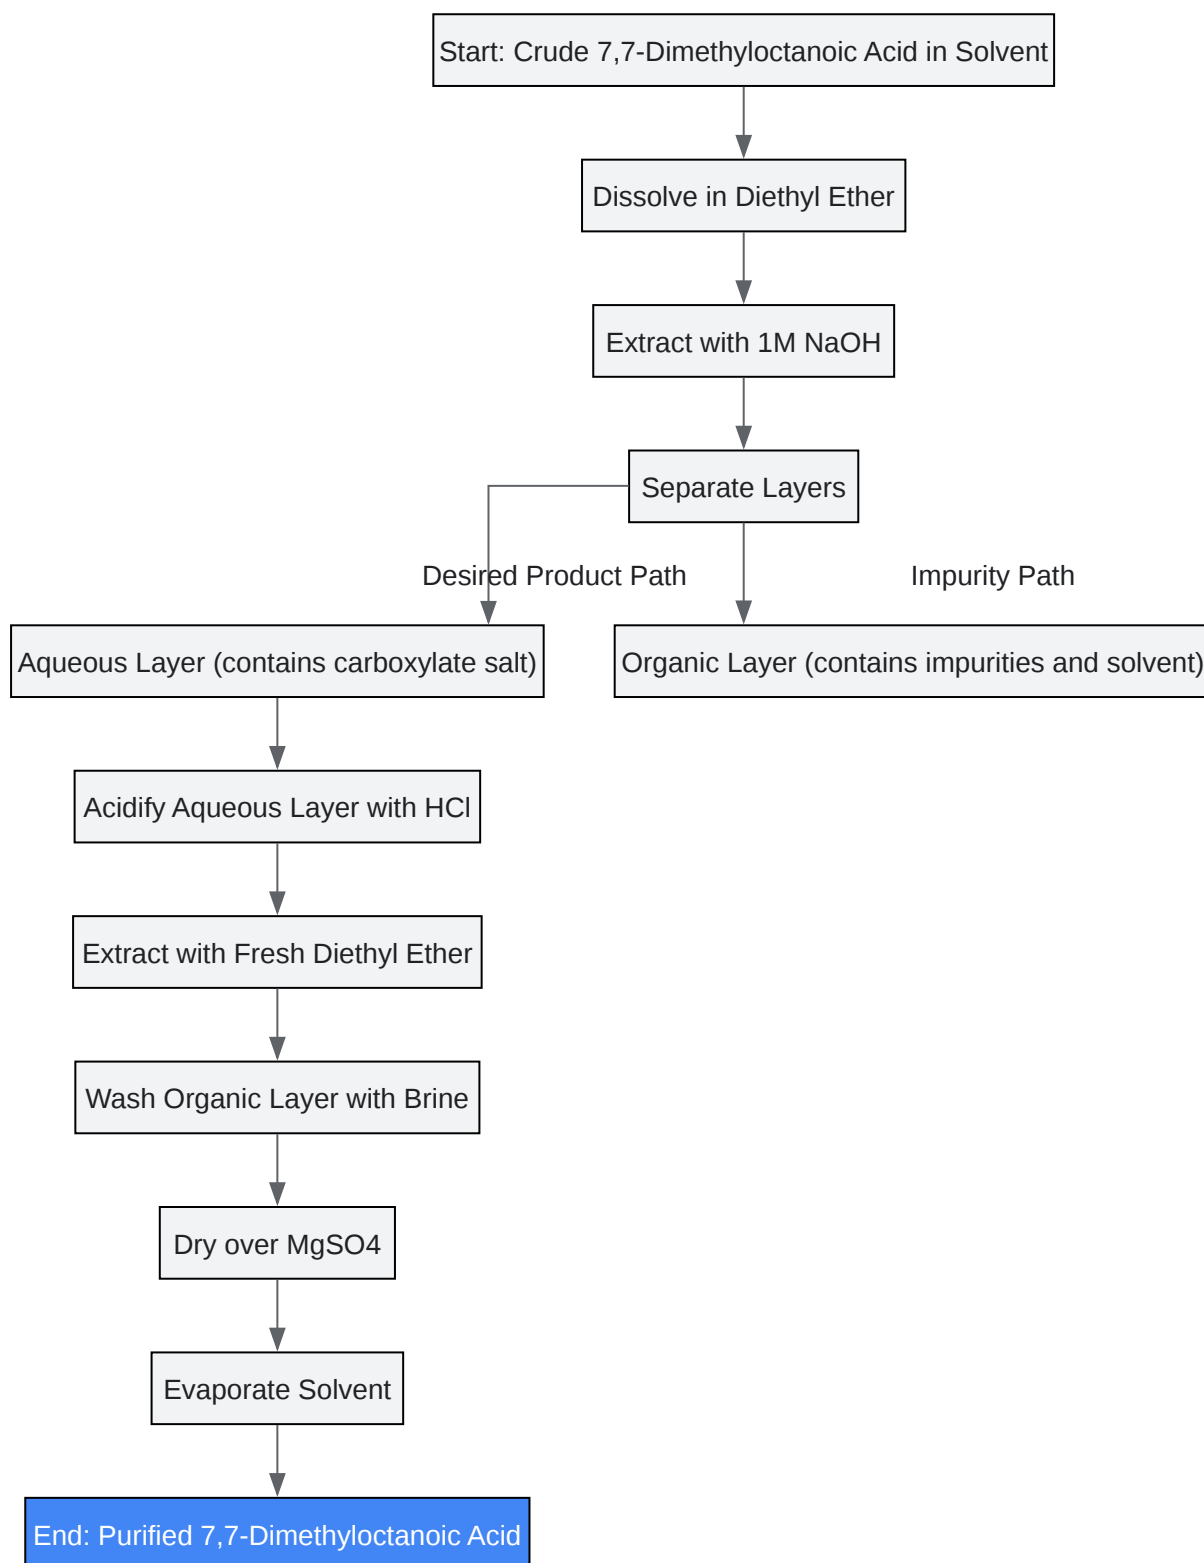 Start: Crude 7,7-Dimethyloctanoic Acid in Solvent
Dissolve in Diethyl Ether
Extract with 1M NaOH
Separate Layers
Desired Product Path
Impurity Path
Aqueous Layer (contains carboxylate salt)
Organic Layer (contains impurities and solvent)
Acidify Aqueous Layer with HCl
Extract with Fresh Diethyl Ether
Wash Organic Layer with Brine
Dry over MgSO4
Evaporate Solvent
End: Purified 7,7-Dimethyloctanoic Acid